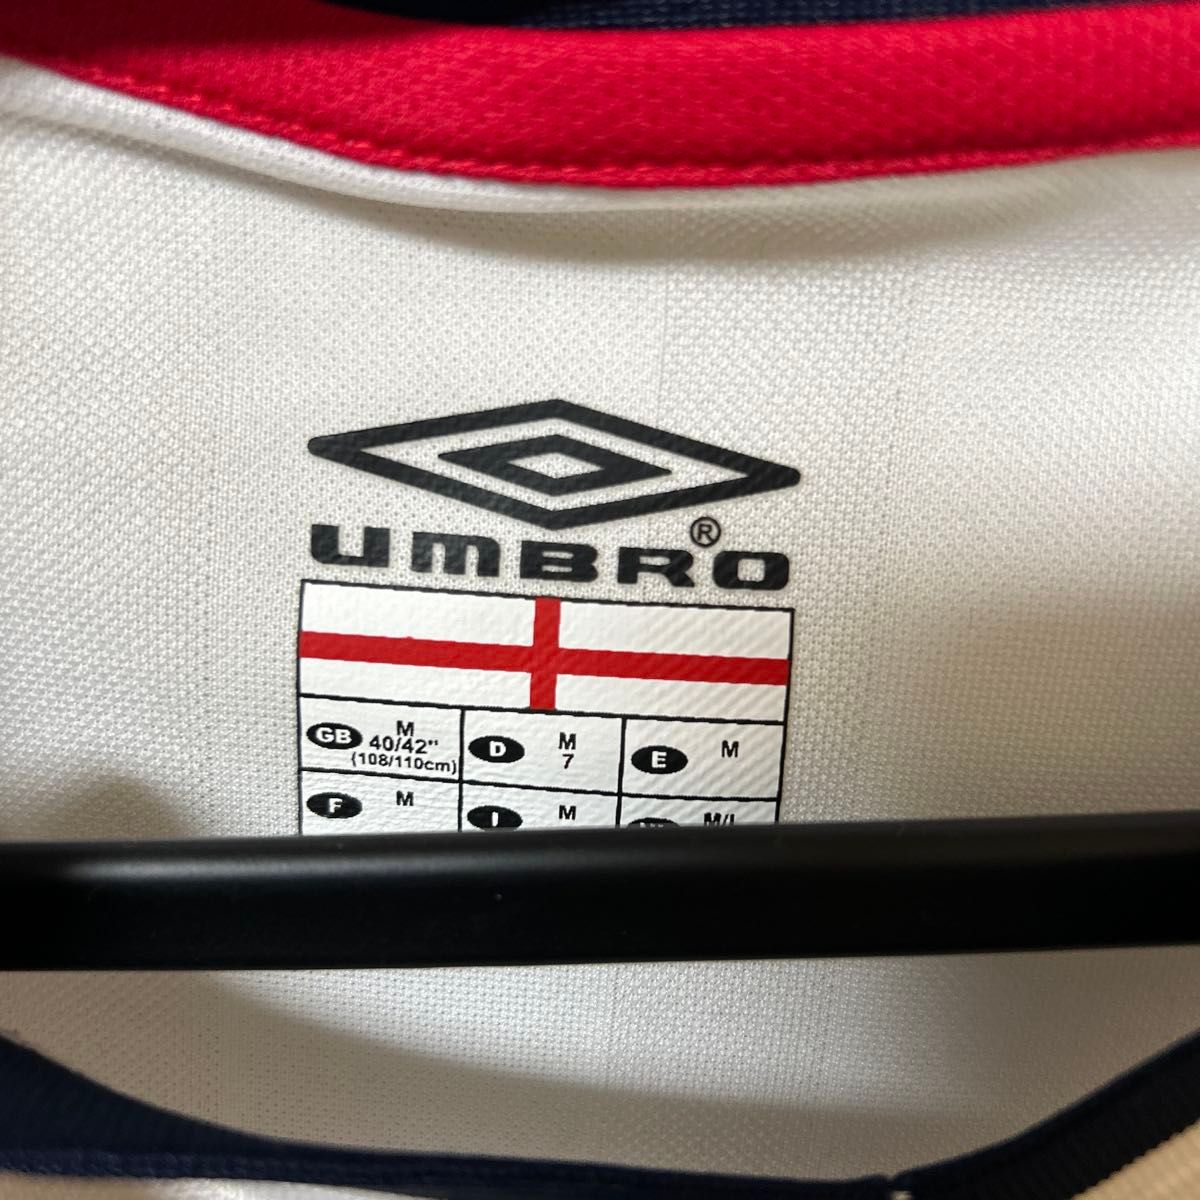 UMBRO ®
GB M D M E M
40/42" 7
(108/110cm)
F M I M M/L